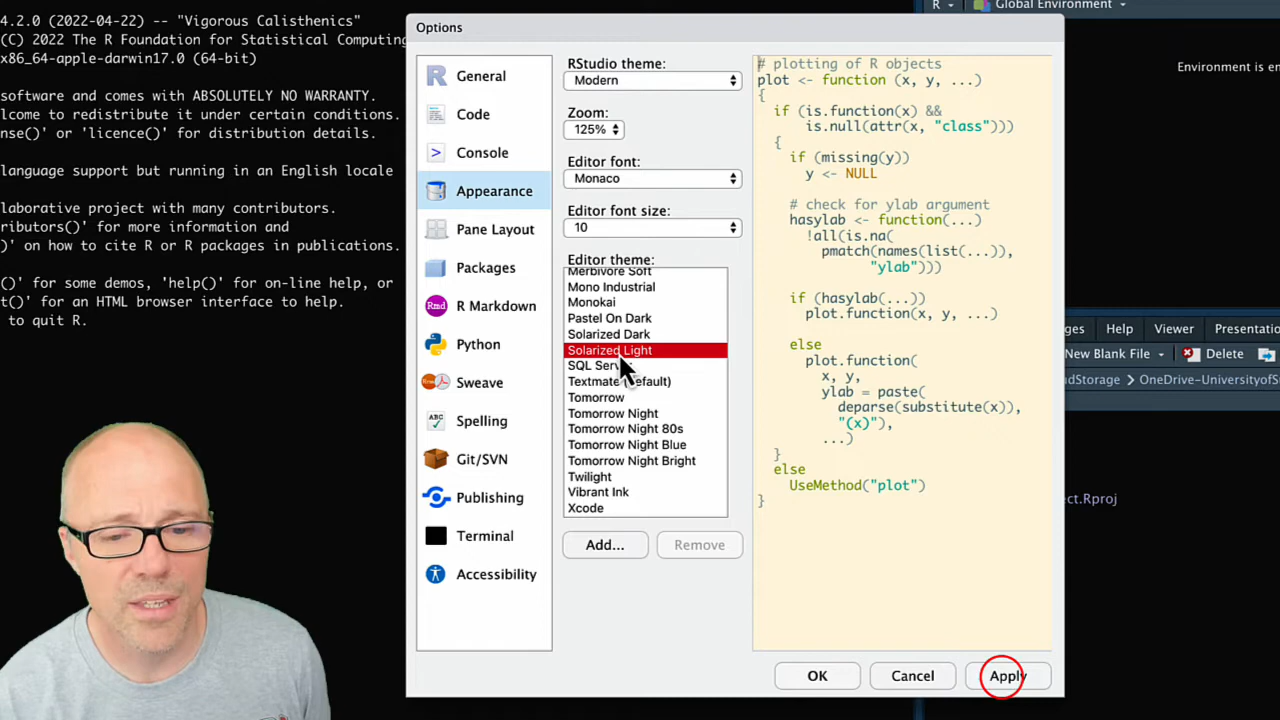 4.2.0 (2022-04-22) -- "Vigorous Calisthenics"
(C) 2022 The R Foundation for Statistical Computing
x86_64-apple-darwin17.0 (64-bit)
software and comes with ABSOLUTELY NO WARRANTY.
lcome to redistribute it under certain conditions.
nse()' or 'licence()' for distribution details.
language support but running in an English locale
laborative project with many contributors.
ributors()' for more information and
)' on how to cite R or R packages in publications.
()' for some demos, 'help()' for on-line help, or
t()' for an HTML browser interface to help.
to quit R.
Options
General
Code
Console
Appearance
Pane Layout
Packages
R Markdown
Python
Sweave
Spelling
Git/SVN
Publishing
Terminal
Accessibility
RStudio theme:
Modern
Zoom:
125%
Editor font:
Monaco
Editor font size:
10
Editor theme:
Merbivore Soft
Mono Industrial
Monokai
Pastel On Dark
Solarized Dark
Solarized Light
SQL Serv
Textmate (default)
Tomorrow
Tomorrow Night
Tomorrow Night 80s
Tomorrow Night Blue
Tomorrow Night Bright
Twilight
Vibrant Ink
Xcode
Add...
Remove
# plotting of R objects
plot <- function (x, y, ...)
{
if (is.function(x) &&
is.null(attr(x, "class")))
{
if (missing(y))
y <- NULL
# check for ylab argument
hasylab <- function(...)
!all(is.na(
pmatch(names(list(...)),
"ylab")))
if (hasylab(...))
plot.function(x, y, ...)
else
plot.function(
x, y,
ylab = paste(
deparse(substitute(x)),
"(x)"),
...)
}
else
UseMethod("plot")
}
OK
Cancel
Apply
R
Global Environment
Environment is em
ges
Help
Viewer
Presentatio
New Blank File
Delete
udStorage > OneDrive-UniversityofS
ct.Rproj